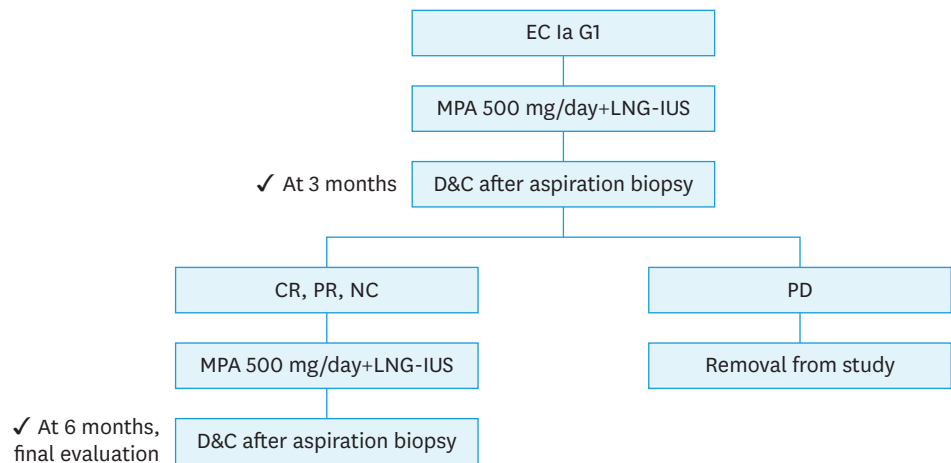 EC Ia G1
MPA 500 mg/day+LNG-IUS
✓ At 3 months
D&C after aspiration biopsy
CR, PR, NC
PD
MPA 500 mg/day+LNG-IUS
Removal from study
✓ At 6 months,
final evaluation
D&C after aspiration biopsy